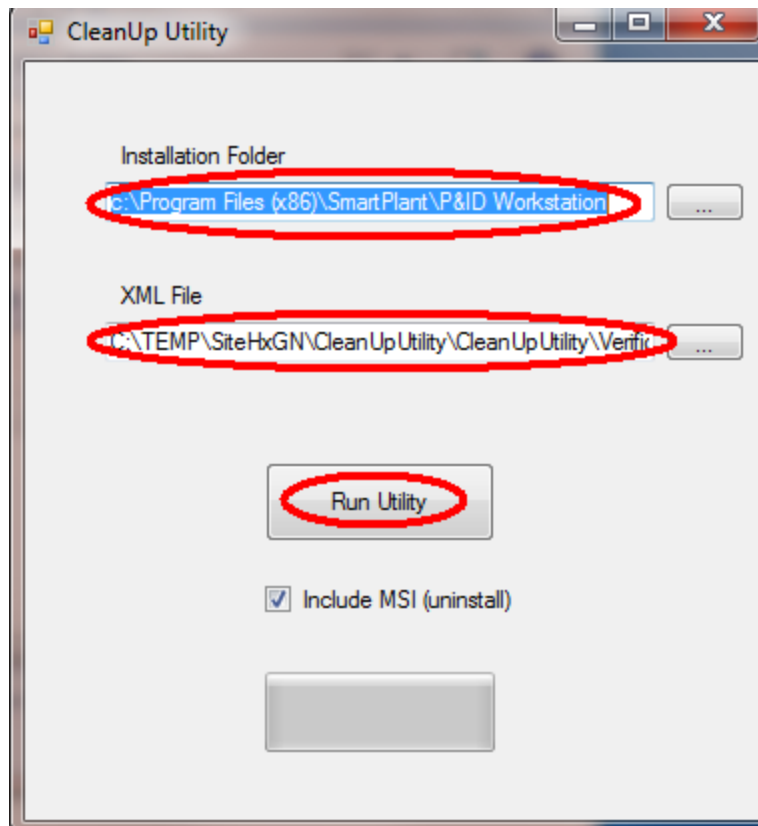 CleanUp Utility
Installation Folder
c:\Program Files (x86)\SmartPlant\P&ID Workstation
...
XML File
C:\TEMP\SiteHxGN\CleanUpUtility\CleanUpUtility\Verific
...
Run Utility
Include MSI (uninstall)